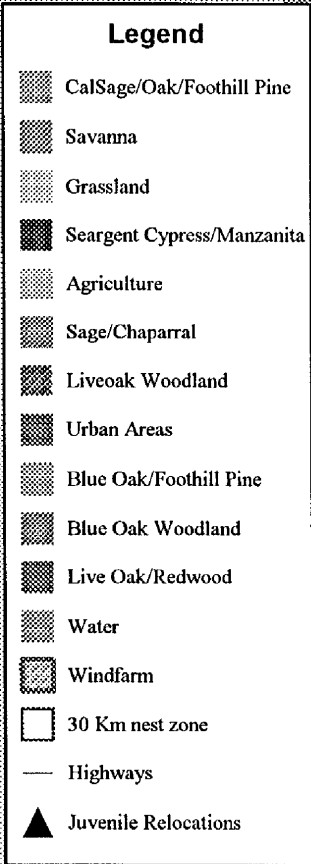 Legend
CalSage/Oak/Foothill Pine
Savanna
Grassland
Seargent Cypress/Manzanita
Agriculture
Sage/Chaparral
Liveoak Woodland
Urban Areas
Blue Oak/Foothill Pine
Blue Oak Woodland
Live Oak/Redwood
Water
Windfarm
30 Km nest zone
Highways
Juvenile Relocations